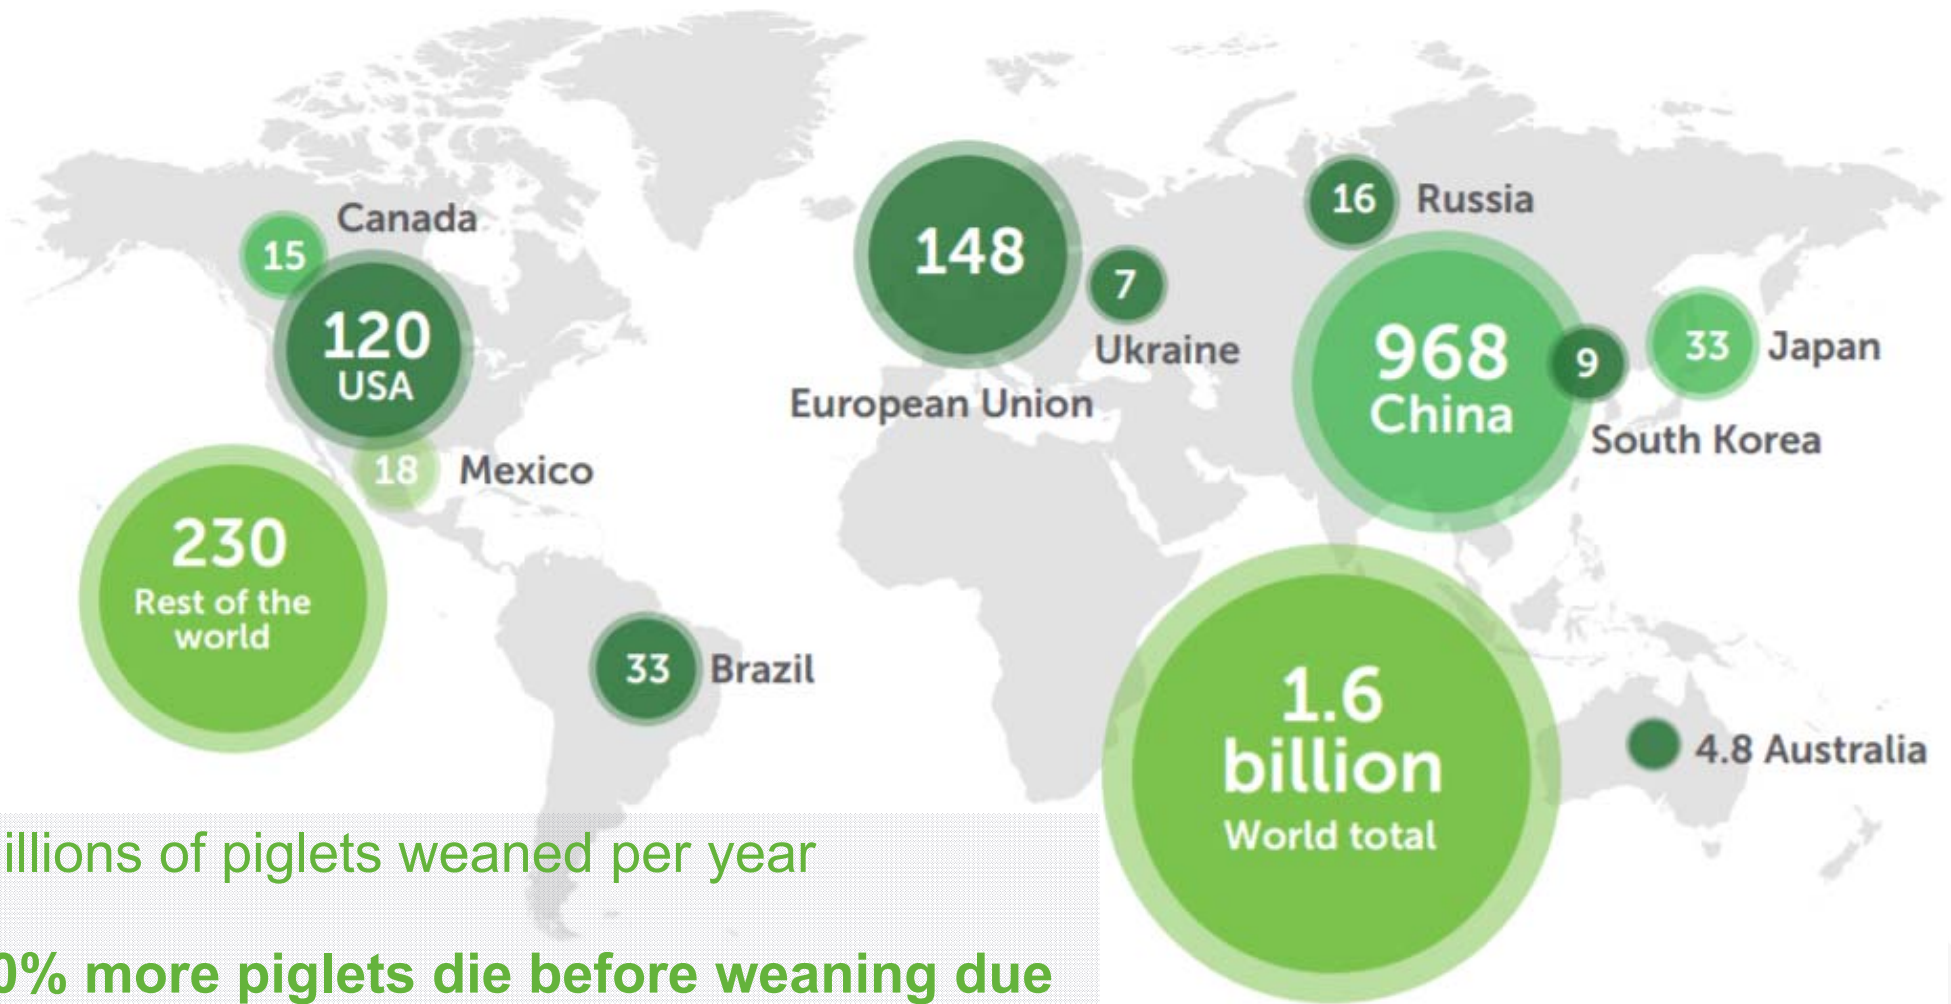 Canada
15
120
USA
18
Mexico
230
Rest of the
world
33
Brazil
148
European Union
7
Ukraine
16
Russia
968
China
9
South Korea
33
Japan
1.6
billion
World total
4.8 Australia
illions of piglets weaned per year
0% more piglets die before weaning due